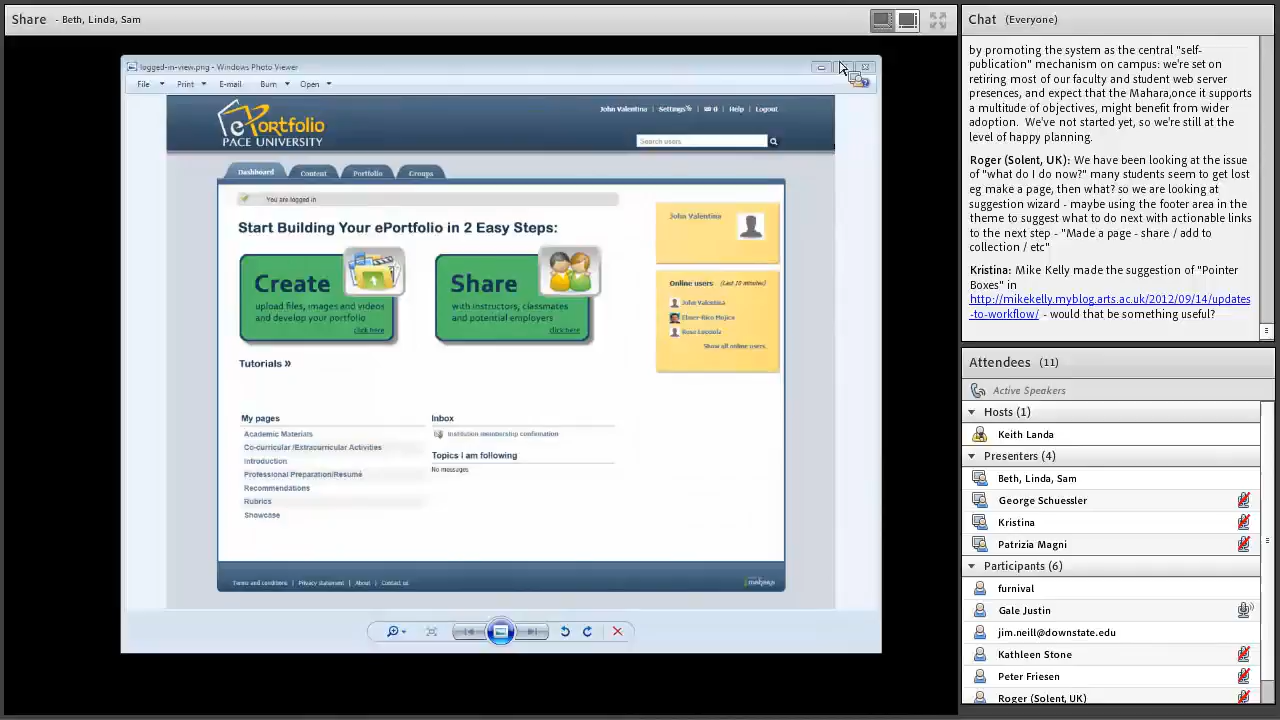 Share - Beth, Linda, Sam
logged-in-view.png - Windows Photo Viewer
File Print E-mail Burn Open
ePortfolio
PACE UNIVERSITY
John Valentina | Settings | 0 | Help | Logout
Search users
Dashboard Content Portfolio Groups
You are logged in
Start Building Your ePortfolio in 2 Easy Steps:
Create
upload files, images and videos
and develop your portfolio
click here
Share
with instructors, classmates
and potential employers
click here
Tutorials »
John Valentina
Online users (Last 10 minutes)
John Valentina
Elmer-Rico Mojica
Show all online users.
My pages
Academic Materials
Co-curricular /Extracurricular Activities
Introduction
Professional Preparation/Resumé
Recommendations
Rubrics
Showcase
Inbox
Institution membership confirmation
Topics I am following
No messages
Terms and conditions | Privacy statement | About | Contact us
mahara
Chat (Everyone)
by promoting the system as the central "self-
publication" mechanism on campus: we're set on
retiring most of our faculty and student web server
presences, and expect that the Mahara,once it supports
a multitude of objectives, might benefit from wider
adoption. We've not started yet, so we're still at the
level of happy planning.
Roger (Solent, UK): We have been looking at the issue
of "what do I do now?" many students seem to get lost
eg make a page, then what? so we are looking at
suggestion wizard - maybe using the footer area in the
theme to suggest what to do next with actionable links
to the next step - "Made a page - share / add to
collection / etc"
Kristina: Mike Kelly made the suggestion of "Pointer
Boxes" in
http://mikekelly.myblog.arts.ac.uk/2012/09/14/updates
-to-workflow/ - would that be something useful?
Attendees (11)
Active Speakers
Hosts (1)
Keith Landa
Presenters (4)
Beth, Linda, Sam
George Schuessler
Kristina
Patrizia Magni
Participants (6)
furnival
Gale Justin
jim.neill@downstate.edu
Kathleen Stone
Peter Friesen
Roger (Solent, UK)